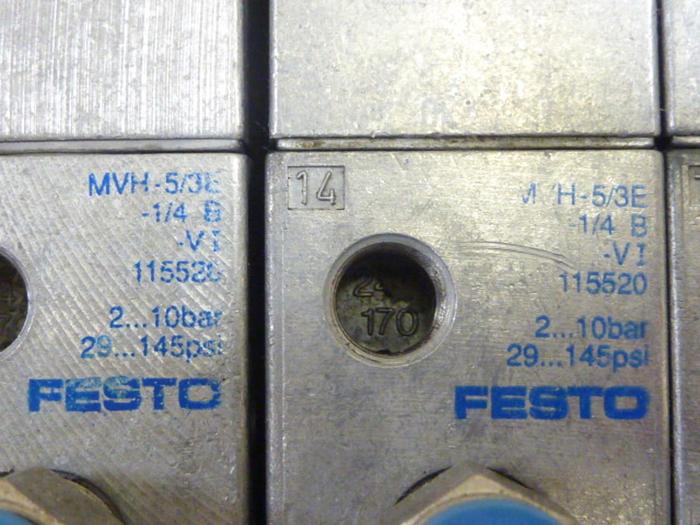 MVH-5/3E
-1/4 B
-VI
115520
2...10bar
29...145psi
FESTO
14
170
H-5/3E
-1/4 B
-VI
115520
2...10bar
29...145psi
FESTO